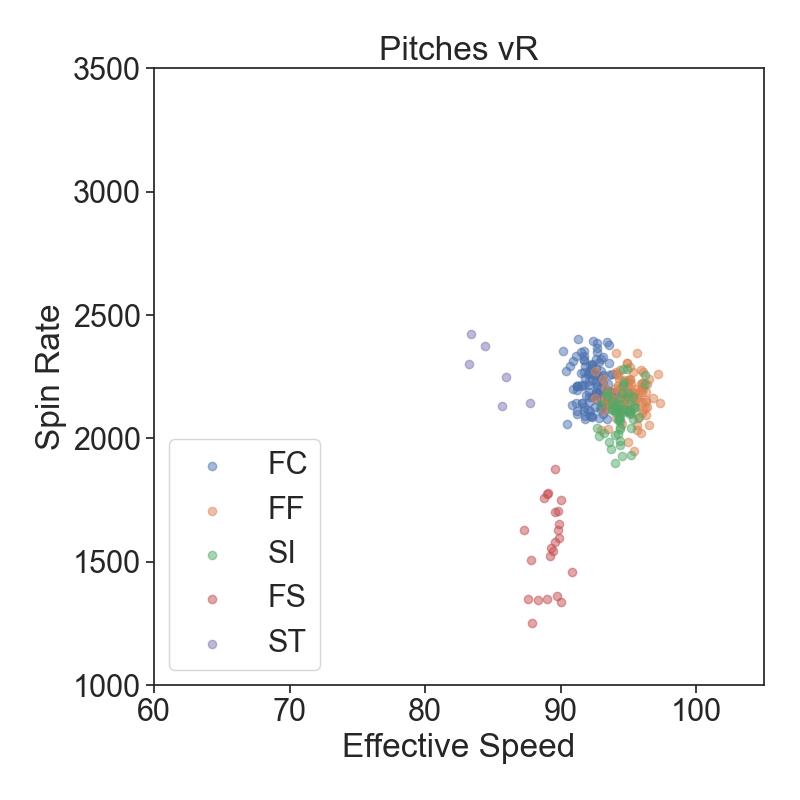 Pitches vR
3500
3000
2500
2000
1500
1000
Spin Rate
FC
FF
SI
FS
ST
60 70 80 90 100
Effective Speed